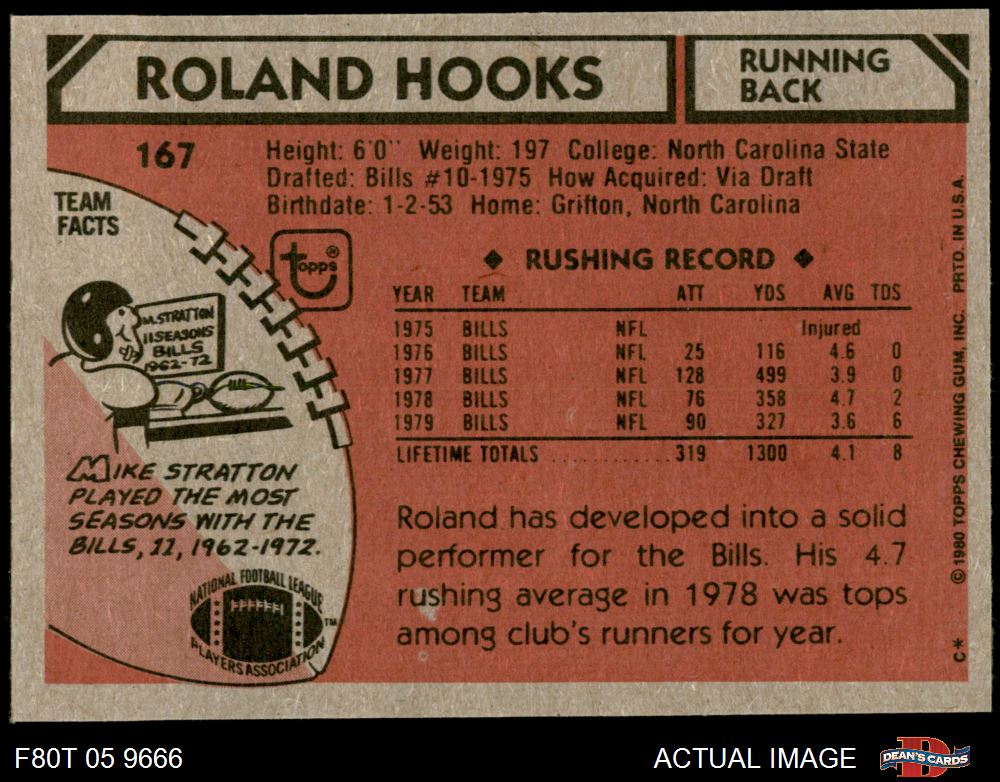 ROLAND HOOKS
RUNNING
BACK
167
Height: 6'0" Weight: 197 College: North Carolina State
Drafted: Bills #10-1975 How Acquired: Via Draft
Birthdate: 1-2-53 Home: Grifton, North Carolina
TEAM
FACTS
topps®
M. STRATTON
11 SEASONS
BILLS
1962-72
MIKE STRATTON
PLAYED THE MOST
SEASONS WITH THE
BILLS, 11, 1962-1972.
NATIONAL FOOTBALL LEAGUE
PLAYERS ASSOCIATION
TM
◆ RUSHING RECORD ◆
YEAR TEAM ATT YDS AVG TDS
1975 BILLS NFL Injured
1976 BILLS NFL 25 116 4.6 0
1977 BILLS NFL 128 499 3.9 0
1978 BILLS NFL 76 358 4.7 2
1979 BILLS NFL 90 327 3.6 6
LIFETIME TOTALS ............ 319 1300 4.1 8
Roland has developed into a solid
performer for the Bills. His 4.7
rushing average in 1978 was tops
among club's runners for year.
C* © 1980 TOPPS CHEWING GUM, INC. PRTD. IN U.S.A.
F80T 05 9666
ACTUAL IMAGE
DEAN'S CARDS